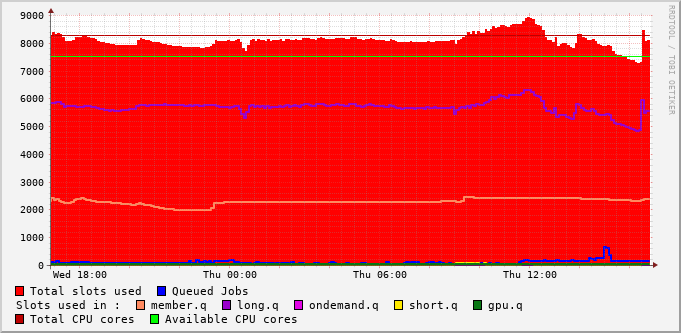 9000
8000
7000
6000
5000
4000
3000
2000
1000
0
Wed 18:00 Thu 00:00 Thu 06:00 Thu 12:00
RRDTOOL / TOBI OETIKER
Total slots used Queued Jobs
Slots used in : member.q long.q ondemand.q short.q gpu.q
Total CPU cores Available CPU cores